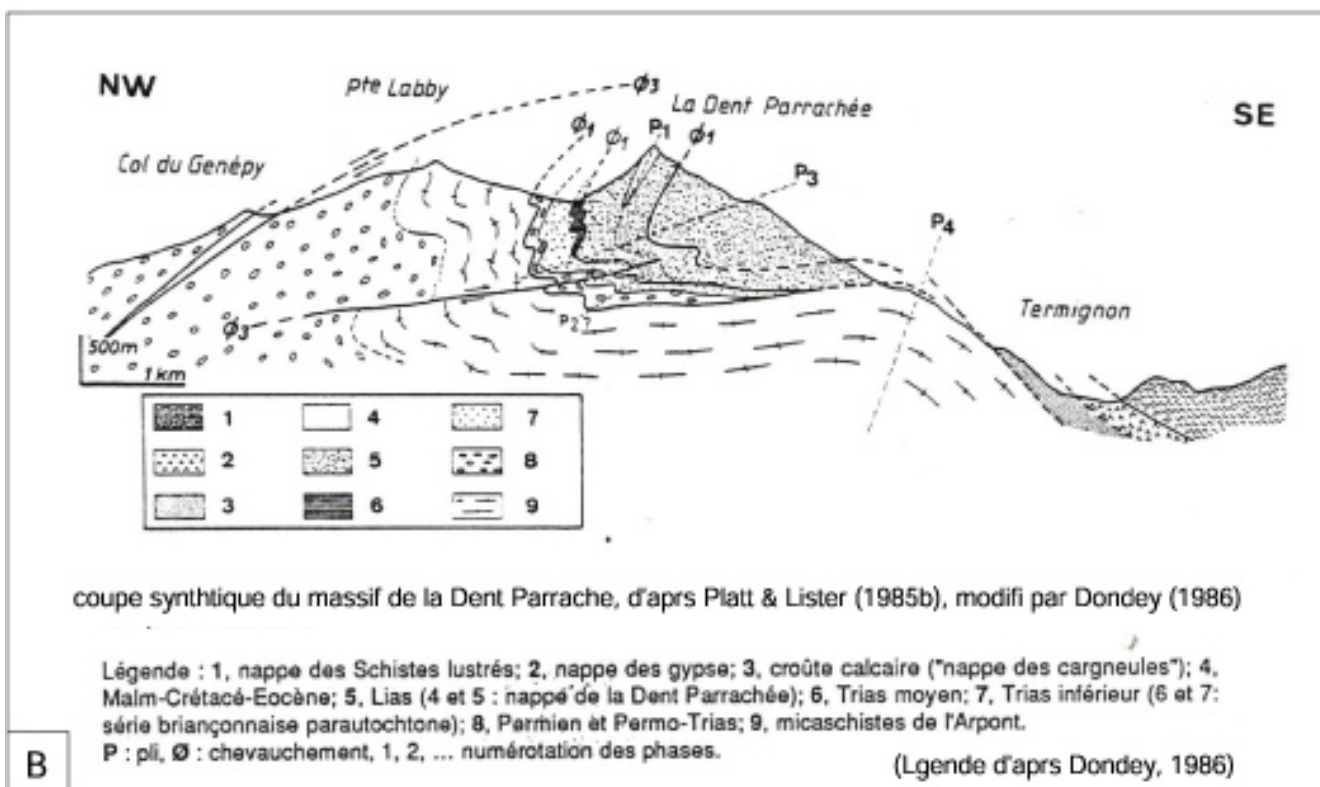 NW
Pte Labby
Ø3
La Dent Parrachée
SE
Col du Genépy
Ø1
Ø1
P1
Ø1
P3
P4
Termignon
Ø3
P2?
500m
1 km
1
4
7
2
5
8
3
6
9
coupe synthtique du massif de la Dent Parrache, d'aprs Platt & Lister (1985b), modifi par Dondey (1986)
Légende : 1, nappe des Schistes lustrés; 2, nappe des gypse; 3, croûte calcaire ("nappe des cargneules"); 4,
Malm-Crétacé-Eocène; 5, Lias (4 et 5 : nappe de la Dent Parrachée); 6, Trias moyen; 7, Trias inférieur (6 et 7:
série briançonnaise parautochtone); 8, Permien et Permo-Trias; 9, micaschistes de l'Arpont.
P : pli, Ø : chevauchement, 1, 2, ... numérotation des phases.
(Lgende d'aprs Dondey, 1986)
B